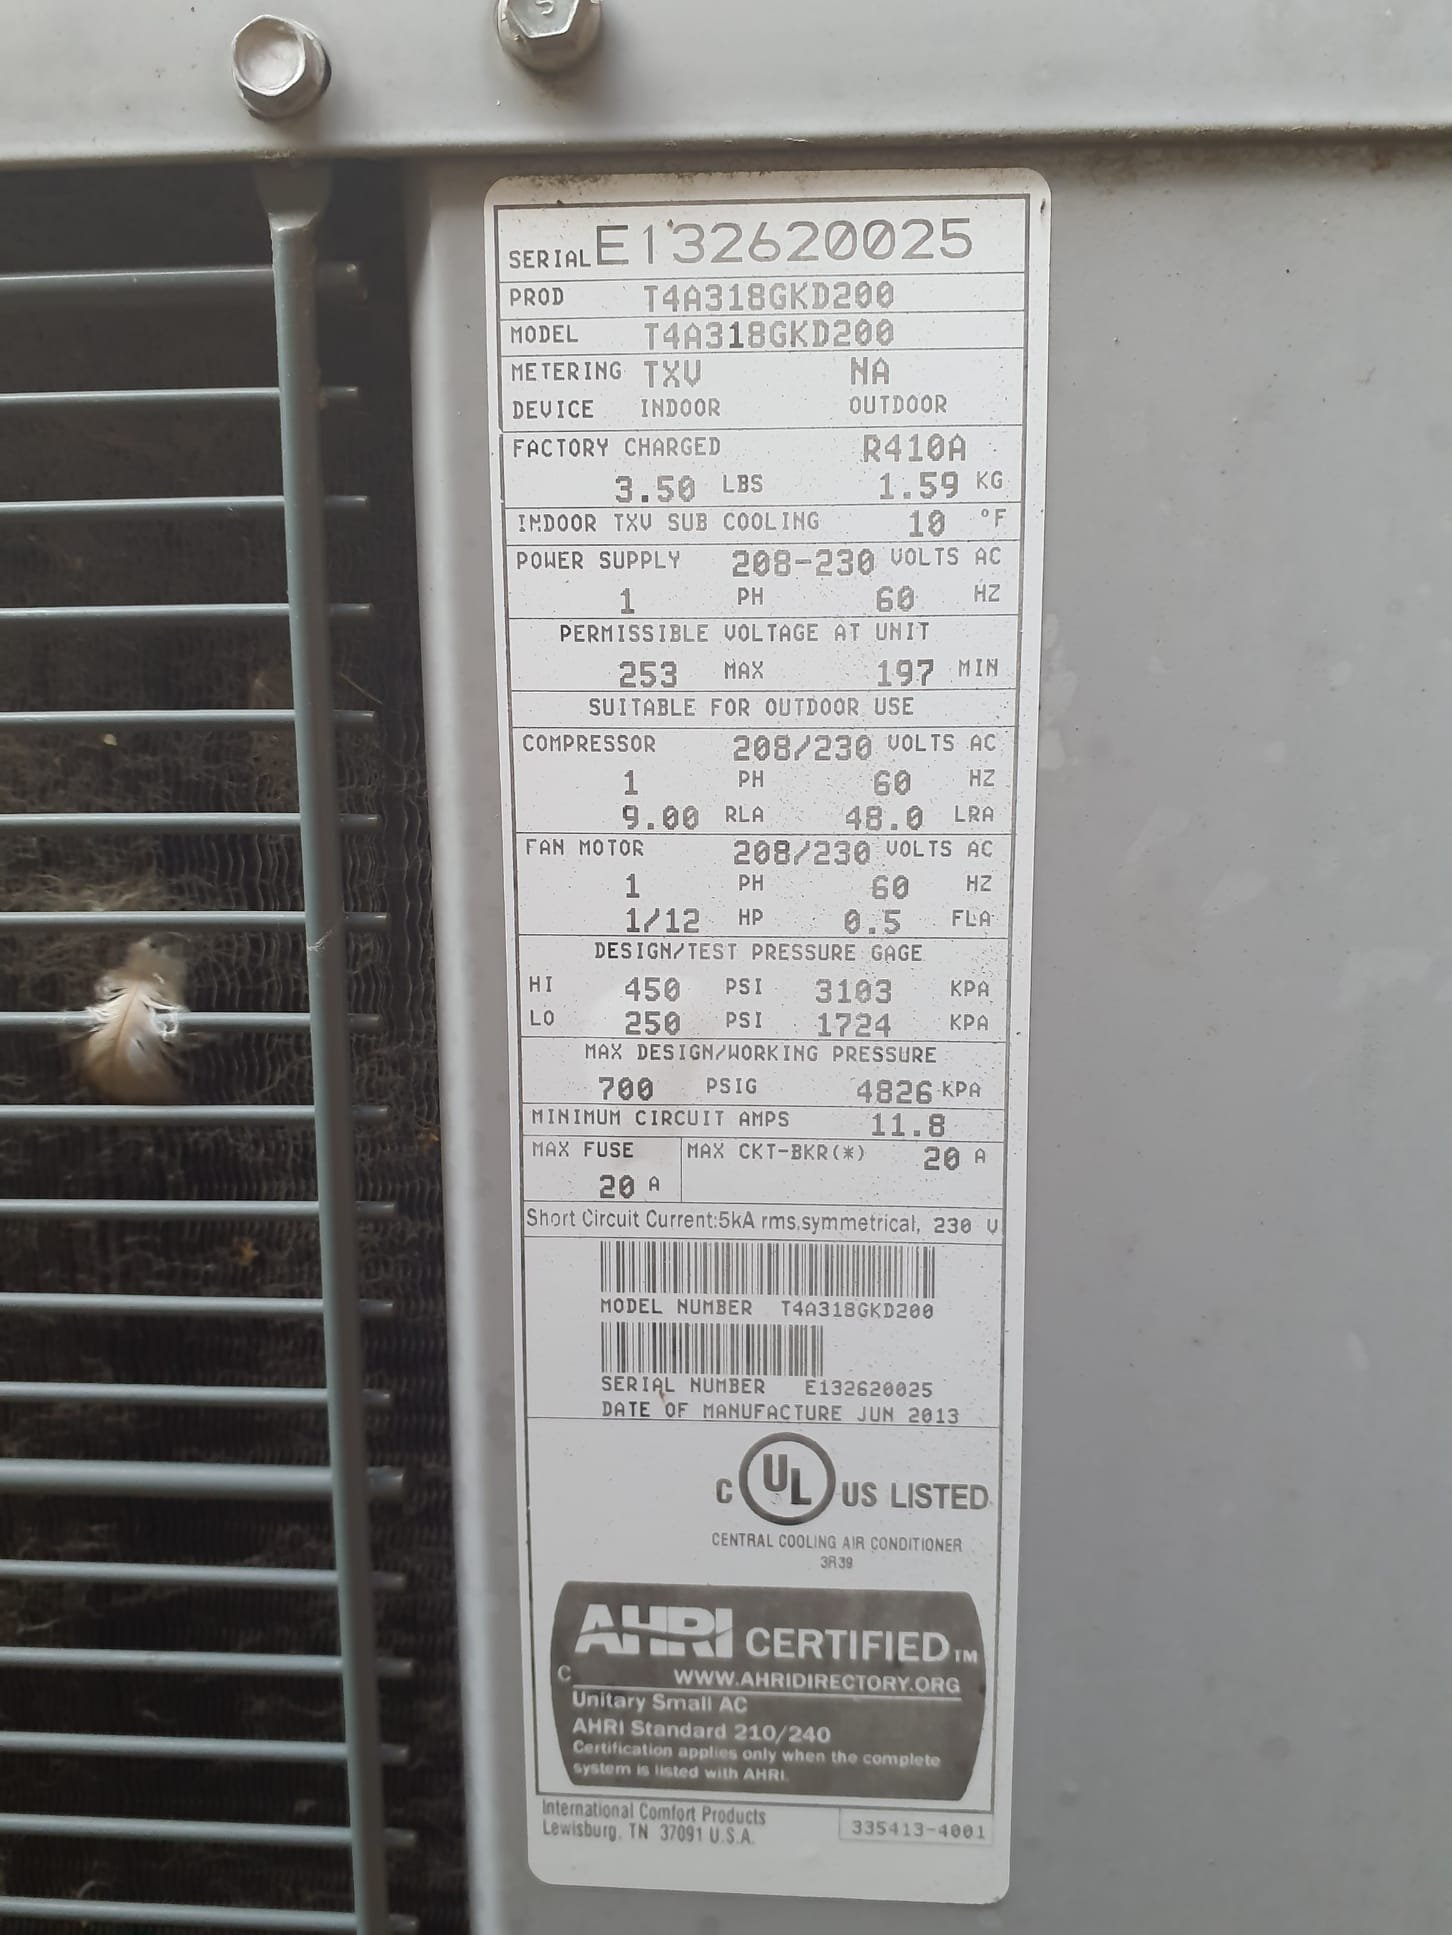 SERIAL E132620025
PROD T4A318GKD200
MODEL T4A318GKD200
METERING TXV NA
DEVICE INDOOR OUTDOOR
FACTORY CHARGED R410A
3.50 LBS 1.59 KG
INDOOR TXV SUB COOLING 10 °F
POWER SUPPLY 208-230 VOLTS AC
1 PH 60 HZ
PERMISSIBLE VOLTAGE AT UNIT
253 MAX 197 MIN
SUITABLE FOR OUTDOOR USE
COMPRESSOR 208/230 VOLTS AC
1 PH 60 HZ
9.00 RLA 48.0 LRA
FAN MOTOR 208/230 VOLTS AC
1 PH 60 HZ
1/12 HP 0.5 FLA
DESIGN/TEST PRESSURE GAGE
HI 450 PSI 3103 KPA
LO 250 PSI 1724 KPA
MAX DESIGN/WORKING PRESSURE
700 PSIG 4826 KPA
MINIMUM CIRCUIT AMPS 11.8
MAX FUSE MAX CKT-BKR(*) 20 A
20 A
Short Circuit Current:5kA rms,symmetrical, 230 V
MODEL NUMBER T4A318GKD200
SERIAL NUMBER E132620025
DATE OF MANUFACTURE JUN 2013
C UL US LISTED
CENTRAL COOLING AIR CONDITIONER
3R39
AHRI CERTIFIED™
C WWW.AHRIDIRECTORY.ORG
Unitary Small AC
AHRI Standard 210/240
Certification applies only when the complete
system is listed with AHRI.
International Comfort Products
Lewisburg, TN 37091 U.S.A.
335413-4001